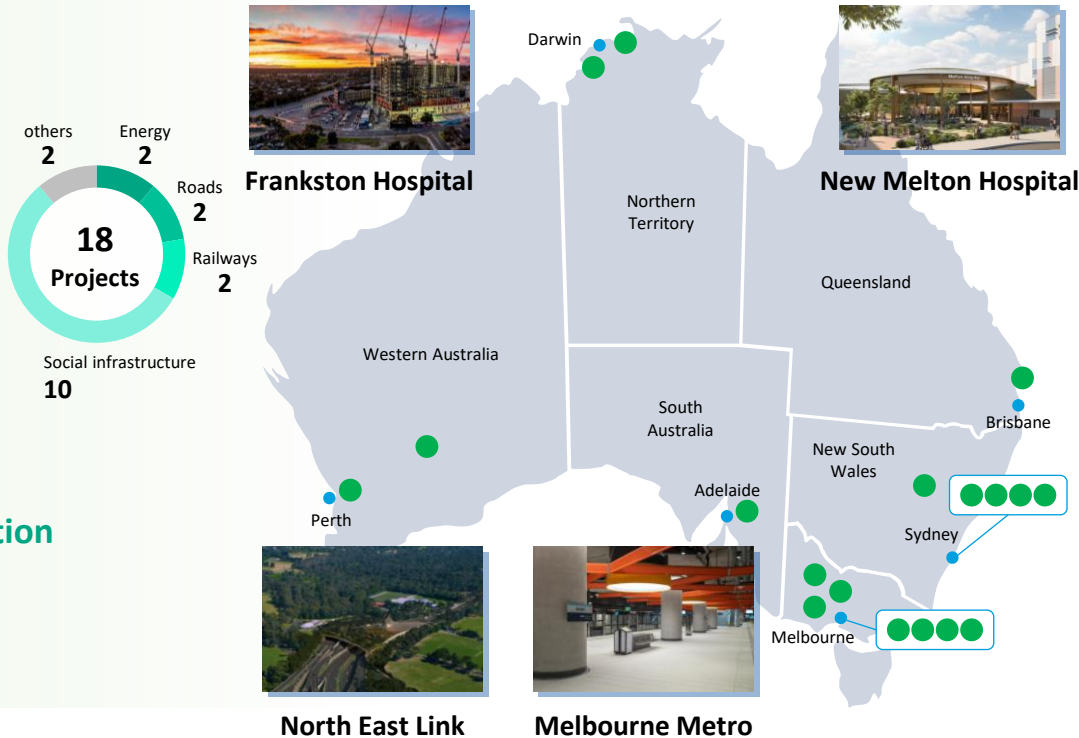 Darwin
others
2
Energy
2
Roads
2
Railways
2
18
Projects
Social infrastructure
10
Frankston Hospital
New Melton Hospital
Northern
Territory
Queensland
Western Australia
South
Australia
New South
Wales
Brisbane
Adelaide
Perth
Sydney
Melbourne
tion
North East Link
Melbourne Metro